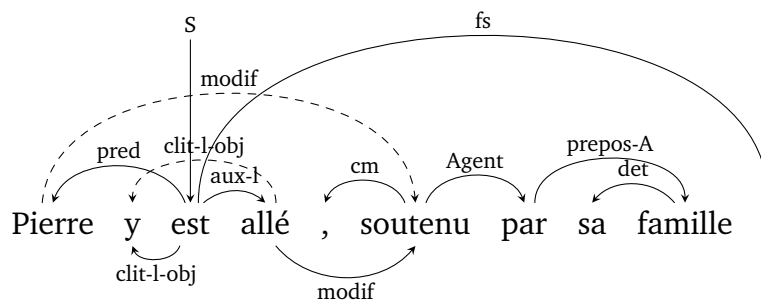 S
fs
modif
clit-l-obj
pred
aux-l
cm
Agent
prepos-A
det
Pierre y est allé , soutenu par sa famille
clit-l-obj
modif